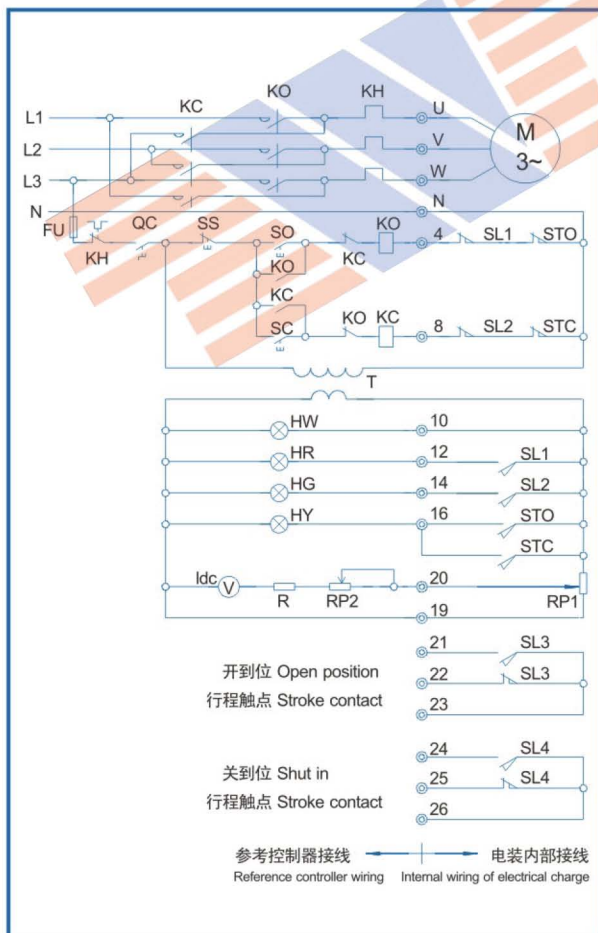 KC KO KH U
L1
M
3~
L2 V
L3 W
N N
FU KH QC SS SO KC KO 4 SL1 STO
KO
KC
SC KO KC 8 SL2 STC
T
HW 10
HR 12 SL1
HG 14 SL2
HY 16 STO
STC
Idc V R RP2 20 RP1
19
21 SL3
开到位 Open position 22 SL3
行程触点 Stroke contact 23
24 SL4
关到位 Shut in 25 SL4
行程触点 Stroke contact 26
参考控制器接线 电装内部接线
Reference controller wiring Internal wiring of electrical charge